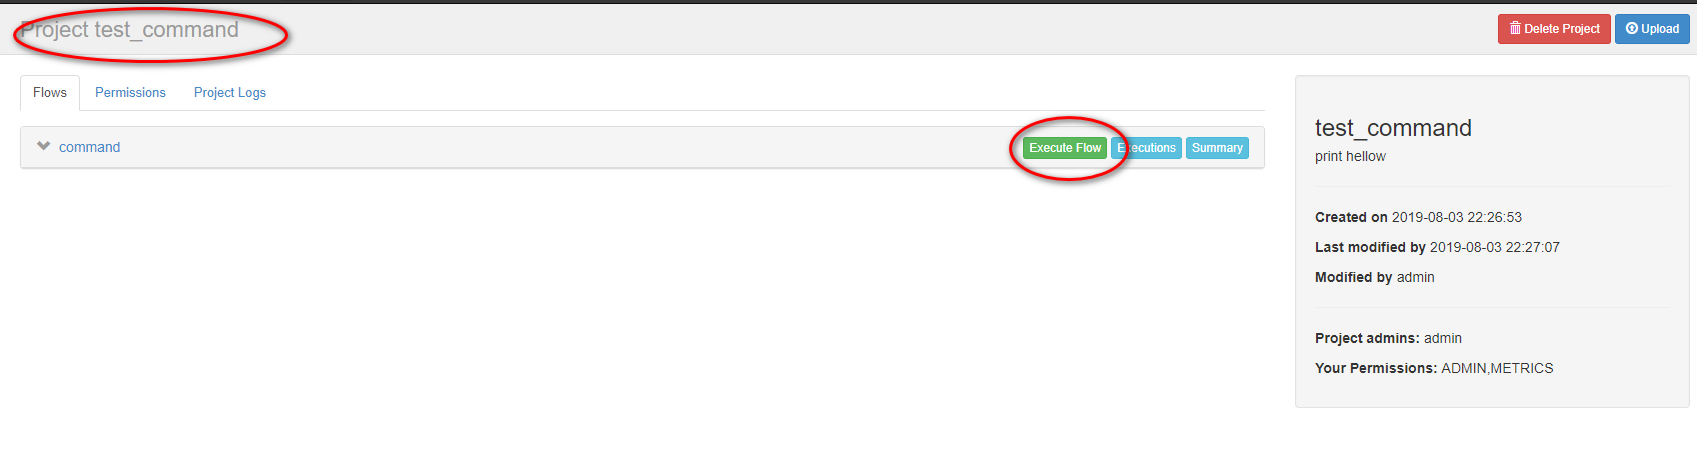 Project test_command
Delete Project
Upload
Flows
Permissions
Project Logs
command
Execute Flow
Executions
Summary
test_command
print hellow
Created on 2019-08-03 22:26:53
Last modified by 2019-08-03 22:27:07
Modified by admin
Project admins: admin
Your Permissions: ADMIN,METRICS